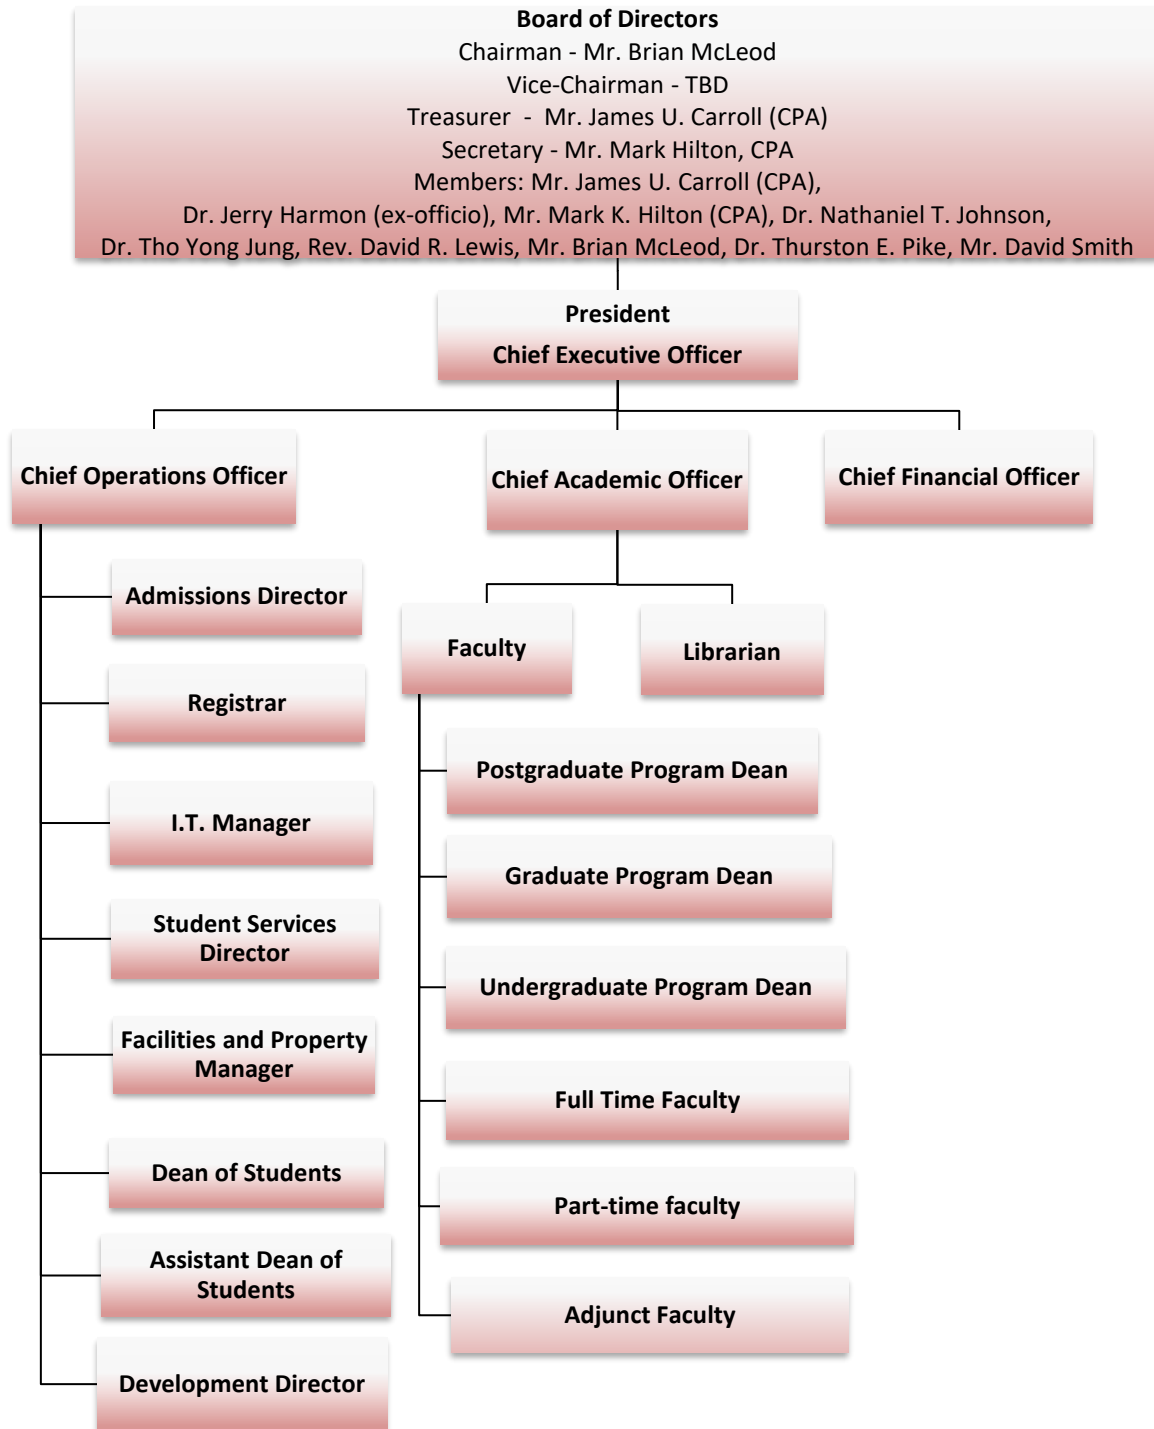 Board of Directors
Chairman - Mr. Brian McLeod
Vice-Chairman - TBD
Treasurer  -  Mr. James U. Carroll (CPA)
Secretary - Mr. Mark Hilton, CPA
Members: Mr. James U. Carroll (CPA),
Dr. Jerry Harmon (ex-officio), Mr. Mark K. Hilton (CPA), Dr. Nathaniel T. Johnson,
Dr. Tho Yong Jung, Rev. David R. Lewis, Mr. Brian McLeod, Dr. Thurston E. Pike, Mr. David Smith
President
Chief Executive Officer
Chief Operations Officer
Chief Academic Officer
Chief Financial Officer
Admissions Director
Registrar
I.T. Manager
Student Services
Director
Facilities and Property
Manager
Dean of Students
Assistant Dean of
Students
Development Director
Faculty
Librarian
Postgraduate Program Dean
Graduate Program Dean
Undergraduate Program Dean
Full Time Faculty
Part-time faculty
Adjunct Faculty